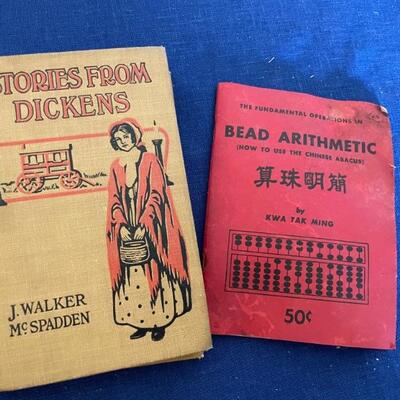 STORIES FROM
DICKENS
J. WALKER
McSPADDEN
THE FUNDAMENTAL OPERATIONS IN
BEAD ARITHMETIC
(HOW TO USE THE CHINESE ABACUS)
算珠明簡
by
KWA TAK MING
50¢